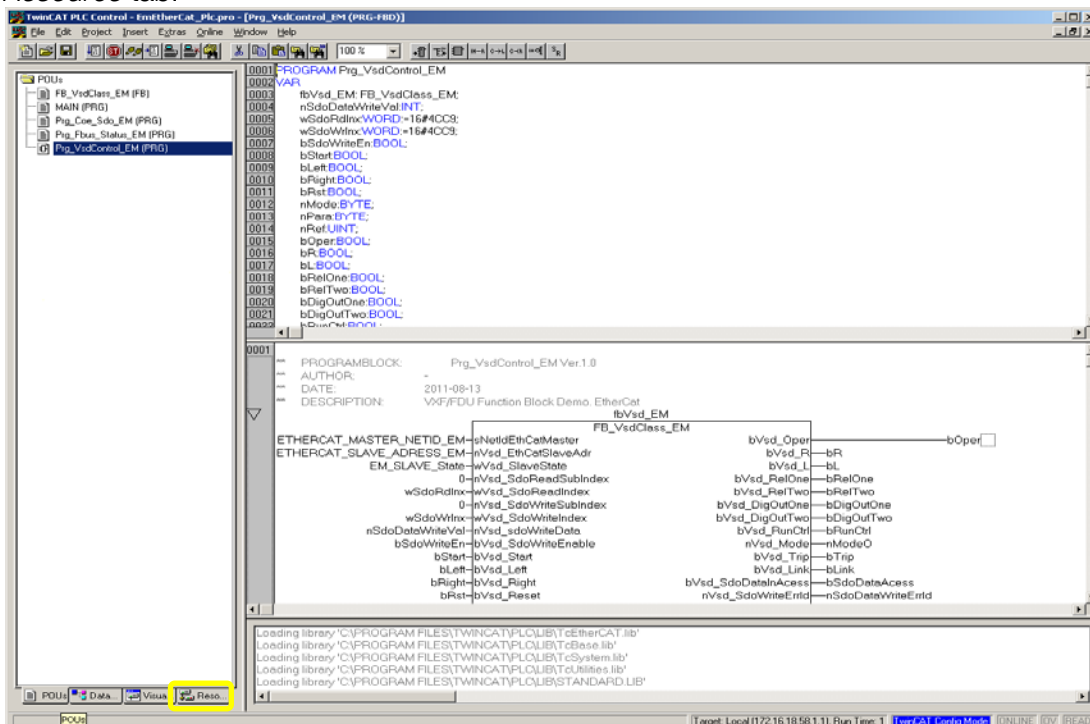 TwinCAT PLC Control - EmEtherCat_Plc.pro - [Prg_VsdControl_EM (PRG-FBD)]
File Edit Project Insert Extras Online Window Help
100 %
POUs
FB_VsdClass_EM (FB)
MAIN (PRG)
Prg_Coe_Sdo_EM (PRG)
Prg_Fbus_Status_EM (PRG)
Prg_VsdControl_EM (PRG)
0001 PROGRAM Prg_VsdControl_EM
0002 VAR
0003 fbVsd_EM: FB_VsdClass_EM;
0004 nSdoDataWriteVal:INT;
0005 wSdoRdInx:WORD:=16#4CC9;
0006 wSdoWrInx:WORD:=16#4CC9;
0007 bSdoWriteEn:BOOL;
0008 bStart:BOOL;
0009 bLeft:BOOL;
0010 bRight:BOOL;
0011 bRst:BOOL;
0012 nMode:BYTE;
0013 nPara:BYTE;
0014 nRef:UINT;
0015 bOper:BOOL;
0016 bR:BOOL;
0017 bL:BOOL;
0018 bRelOne:BOOL;
0019 bRelTwo:BOOL;
0020 bDigOutOne:BOOL;
0021 bDigOutTwo:BOOL;
0022 bRunCtrl:BOOL;
0001
** PROGRAMBLOCK: Prg_VsdControl_EM Ver.1.0
** AUTHOR: -
** DATE: 2011-08-13
** DESCRIPTION: VXF/FDU Function Block Demo. EtherCat
fbVsd_EM
FB_VsdClass_EM
ETHERCAT_MASTER_NETID_EM sNetIdEthCatMaster bVsd_Oper bOper
ETHERCAT_SLAVE_ADRESS_EM nVsd_EthCatSlaveAdr bVsd_R bR
EM_SLAVE_State wVsd_SlaveState bVsd_L bL
0 nVsd_SdoReadSubIndex bVsd_RelOne bRelOne
wSdoRdInx wVsd_SdoReadIndex bVsd_RelTwo bRelTwo
0 nVsd_SdoWriteSubIndex bVsd_DigOutOne bDigOutOne
wSdoWrInx wVsd_SdoWriteIndex bVsd_DigOutTwo bDigOutTwo
nSdoDataWriteVal nVsd_sdoWriteData bVsd_RunCtrl bRunCtrl
bSdoWriteEn bVsd_SdoWriteEnable nVsd_Mode nModeO
bStart bVsd_Start bVsd_Trip bTrip
bLeft bVsd_Left bVsd_Link bLink
bRight bVsd_Right bVsd_SdoDataInAcess bSdoDataAcess
bRst bVsd_Reset nVsd_SdoWriteErrId nSdoDataWriteErrId
Loading library 'C:\PROGRAM FILES\TWINCAT\PLC\LIB\TcEtherCAT.lib'
Loading library 'C:\PROGRAM FILES\TWINCAT\PLC\LIB\TcBase.lib'
Loading library 'C:\PROGRAM FILES\TWINCAT\PLC\LIB\TcSystem.lib'
Loading library 'C:\PROGRAM FILES\TWINCAT\PLC\LIB\TcUtilities.lib'
Loading library 'C:\PROGRAM FILES\TWINCAT\PLC\LIB\STANDARD.LIB'
POUs Data... Visua... Reso...
POUs
Target: Local (172.16.18.58.1.1), Run Time: 1 TwinCAT Config Mode ONLINE OV READ